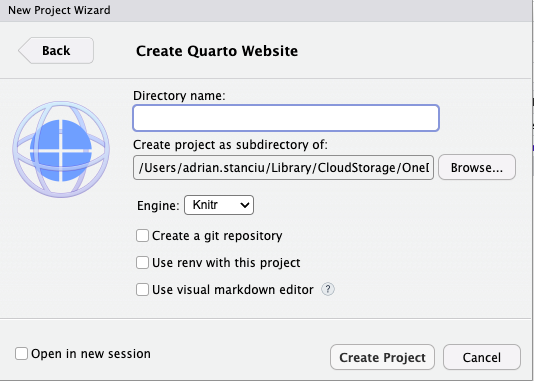 New Project Wizard
Back
Create Quarto Website
Directory name:
Create project as subdirectory of:
/Users/adrian.stanciu/Library/CloudStorage/OneD
Browse...
Engine: Knitr
Create a git repository
Use renv with this project
Use visual markdown editor ?
Open in new session
Create Project
Cancel